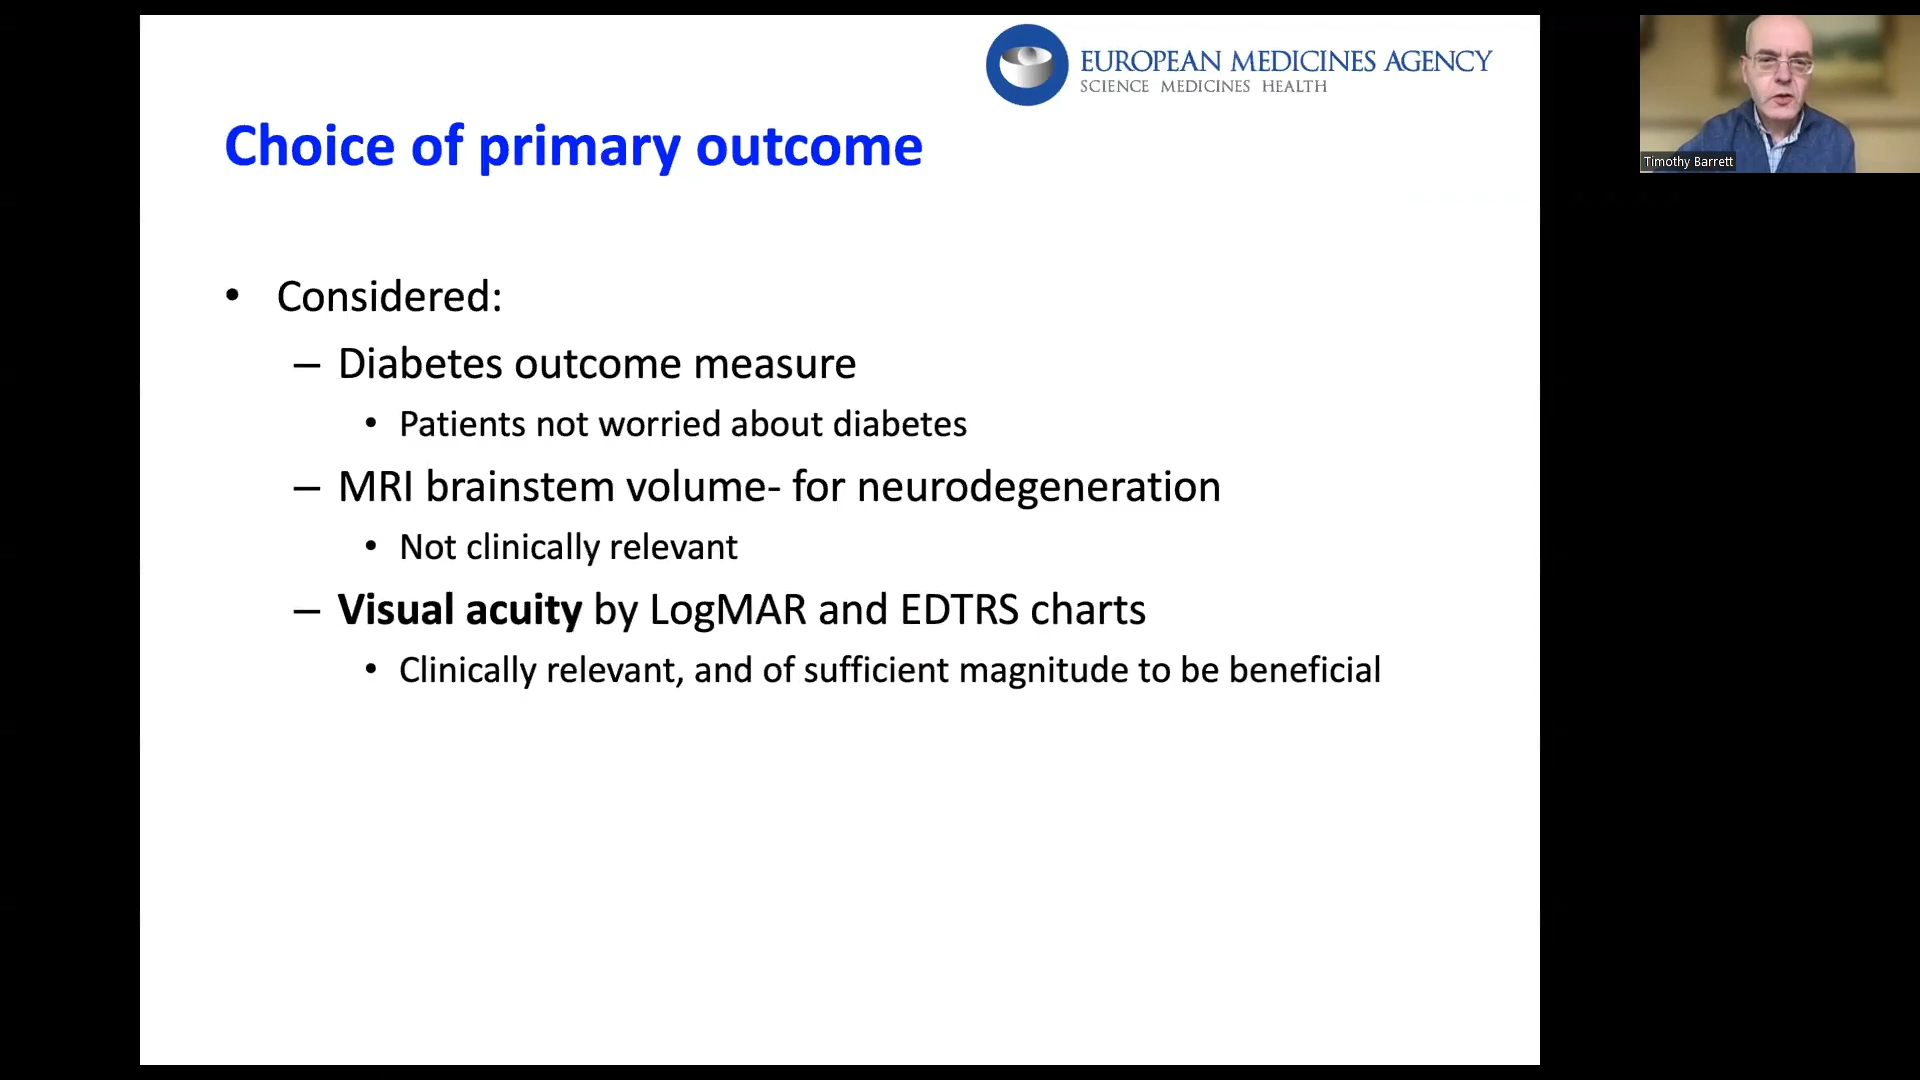 EUROPEAN MEDICINES AGENCY
SCIENCE MEDICINES HEALTH
Choice of primary outcome
• Considered:
– Diabetes outcome measure
• Patients not worried about diabetes
– MRI brainstem volume- for neurodegeneration
• Not clinically relevant
– Visual acuity by LogMAR and EDTRS charts
• Clinically relevant, and of sufficient magnitude to be beneficial
Timothy Barrett